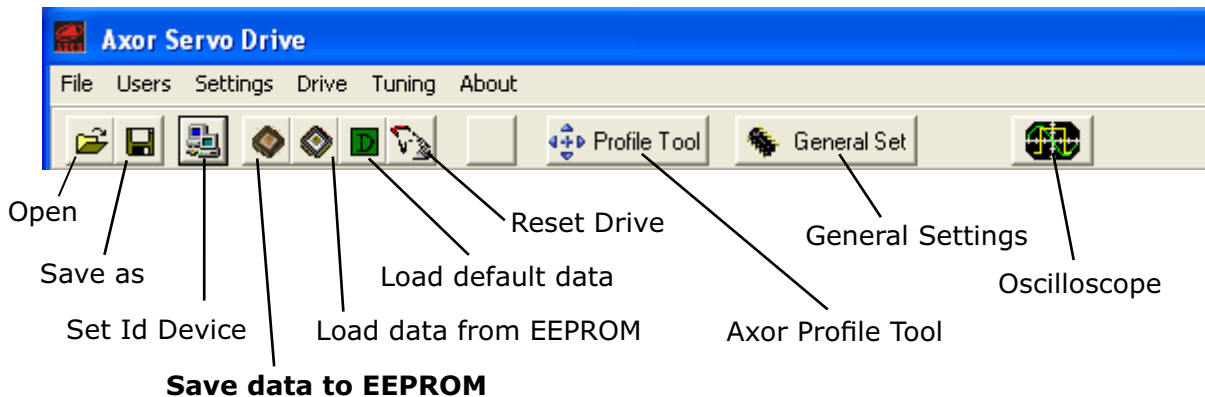 Axor Servo Drive
File Users Settings Drive Tuning About
D Profile Tool General Set
Open
Reset Drive
General Settings
Save as
Load default data
Oscilloscope
Set Id Device
Load data from EEPROM
Axor Profile Tool
Save data to EEPROM